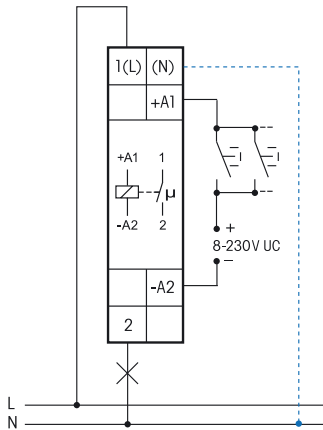 1(L) (N)
+A1
+A1 1
µ
-A2 2
+
8-230V UC
–
-A2
2
L
N